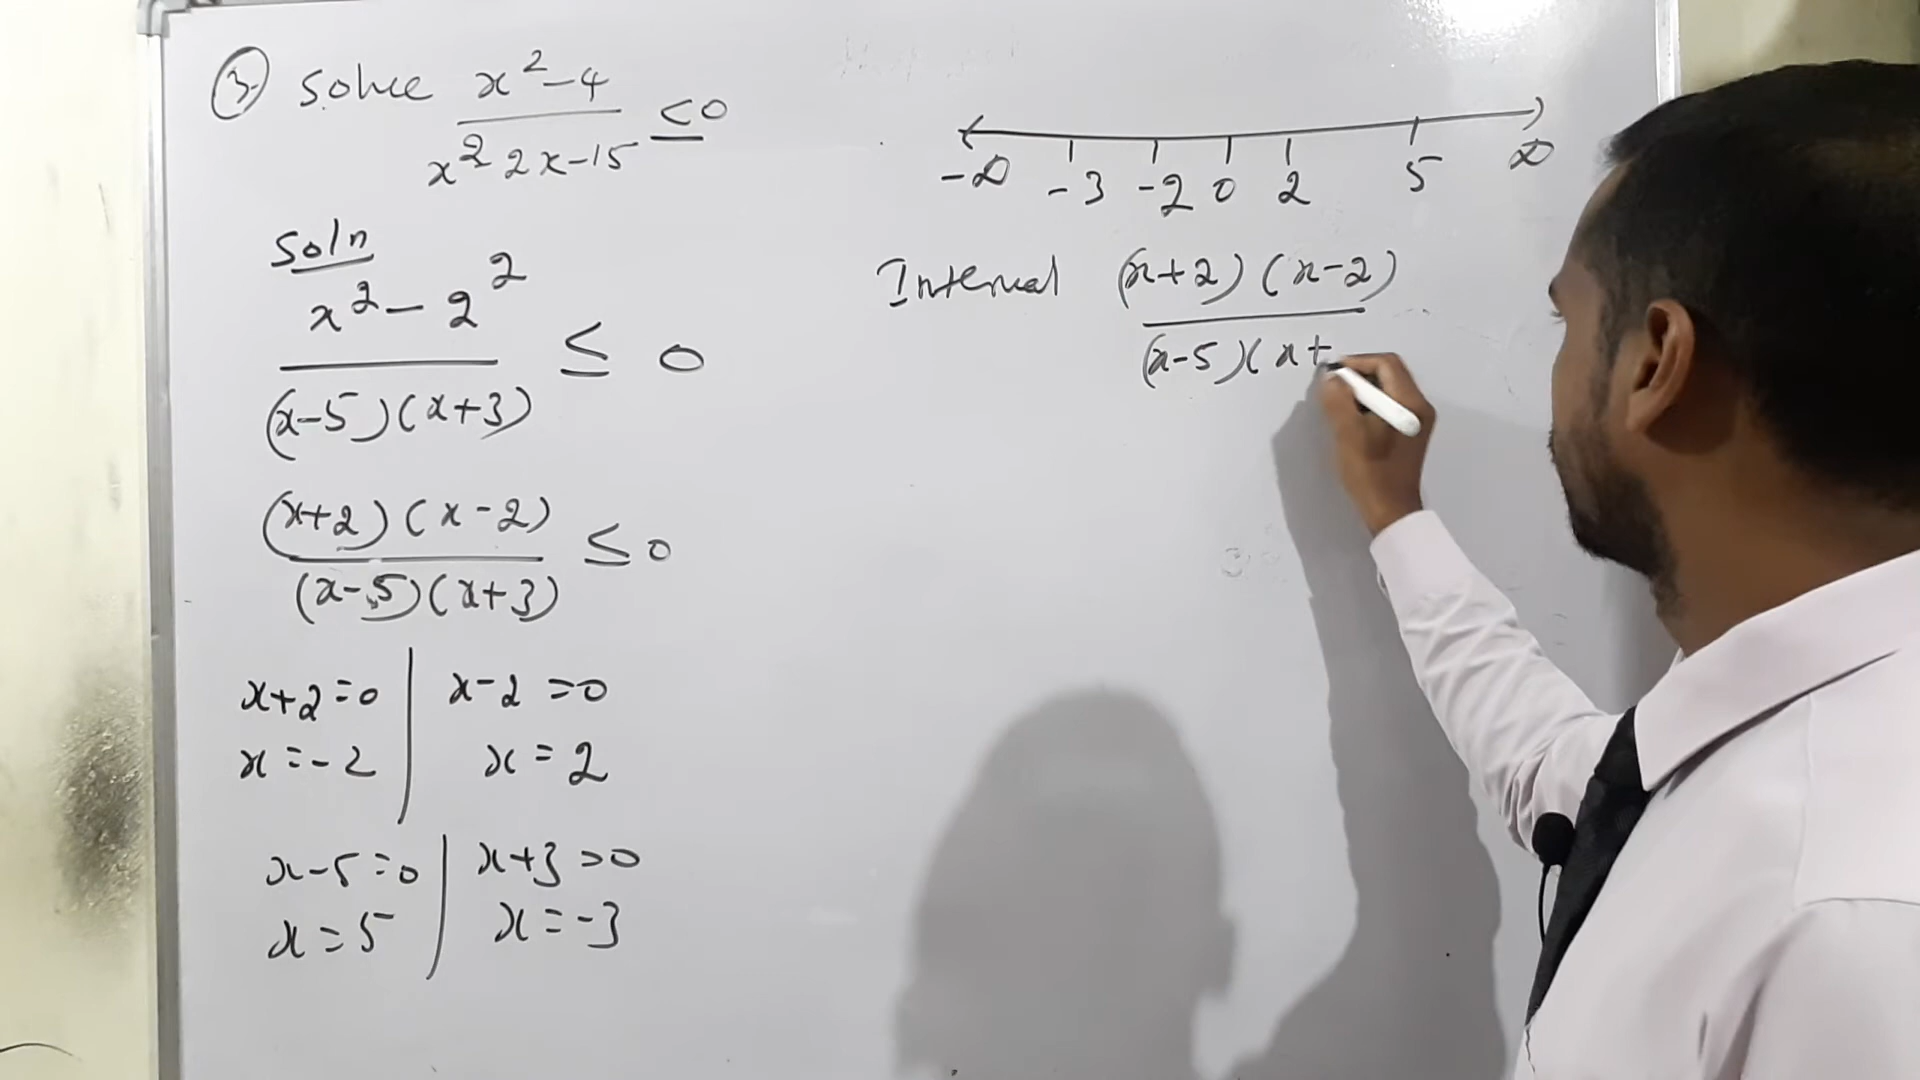 3. Solve x² - 4
x² 2x - 15 ≤ 0
Soln
x² - 2²
(x - 5)(x + 3) ≤ 0
(x + 2)(x - 2)
(x - 5)(x + 3) ≤ 0
x + 2 = 0 x - 2 = 0
x = -2 x = 2
x - 5 = 0 x + 3 = 0
x = 5 x = -3
-∞ -3 -2 0 2 5 ∞
Interval (x + 2)(x - 2)
(x - 5)(x +